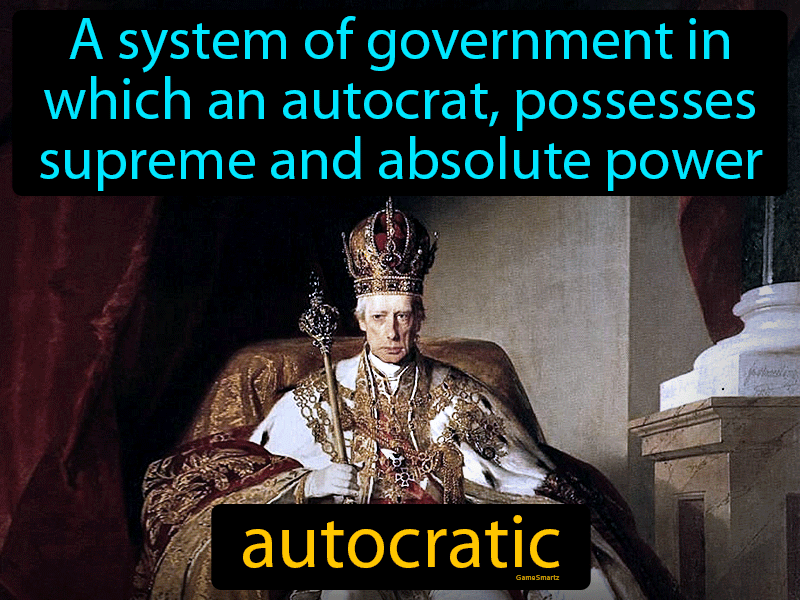 A system of government in
which an autocrat, possesses
supreme and absolute power
autocratic
GameSmartz